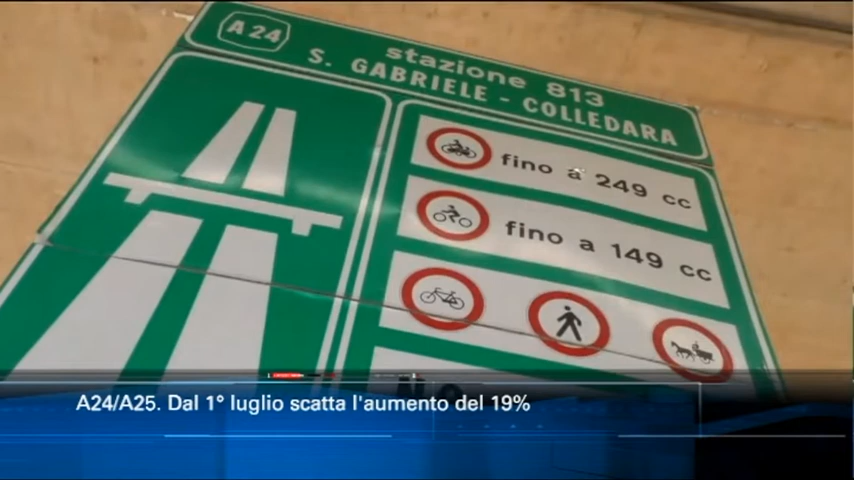 A 24
stazione 813
S. GABRIELE - COLLEDARA
fino a 249 cc
fino a 149 cc
A24/A25. Dal 1° luglio scatta l'aumento del 19%